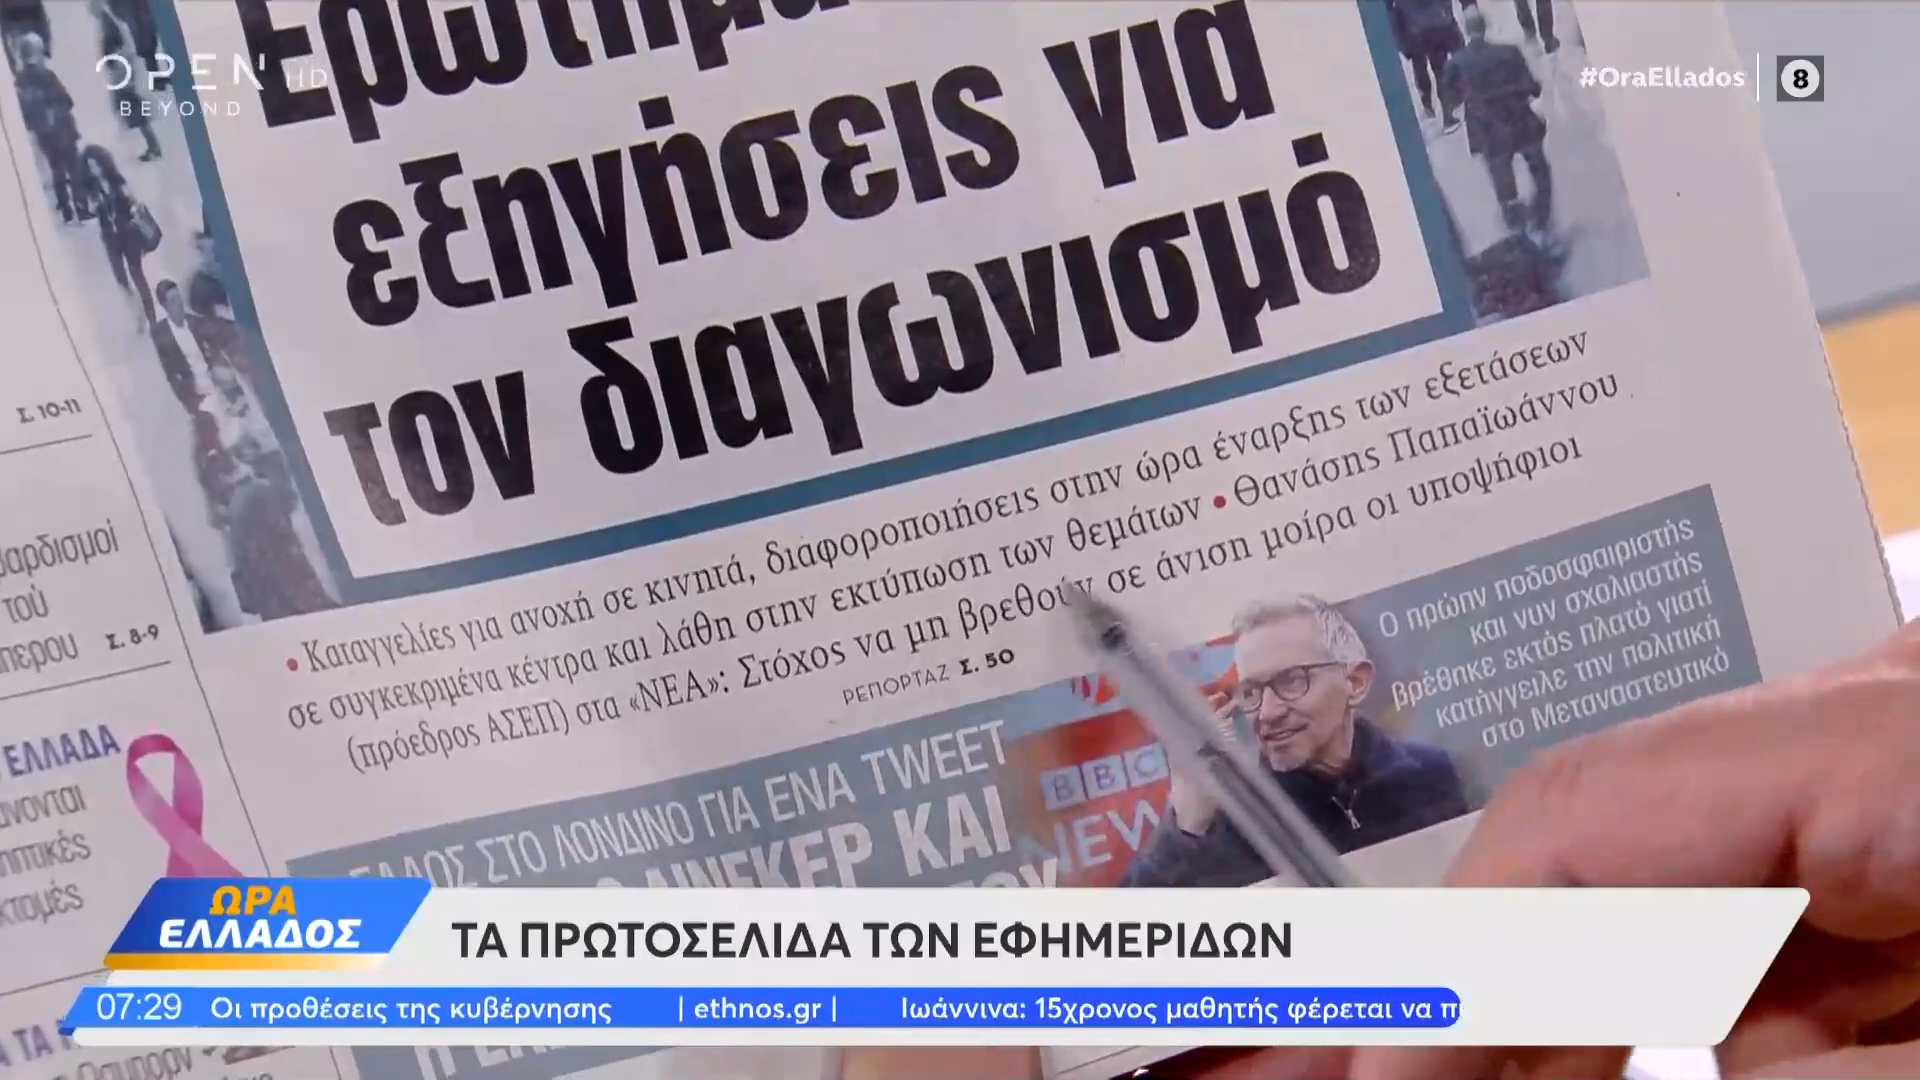 OPEN HD
BEYOND
#OraEllados
8
εξηγήσεις για
τον διαγωνισμό
• Καταγγελίες για ανοχή σε κινητά, διαφοροποιήσεις στην ώρα έναρξης των εξετάσεων
σε συγκεκριμένα κέντρα και λάθη στην εκτύπωση των θεμάτων • Θανάσης Παπαϊωάννου
(πρόεδρος ΑΣΕΠ) στα «ΝΕΑ»: Στόχος να μη βρεθούν σε άνιση μοίρα οι υποψήφιοι
ΡΕΠΟΡΤΑΖ Σ. 50
Σ. 10-11
τού
Σ. 8-9
ΕΛΛΑΔΑ
ΣΤΟ ΛΟΝΔΙΝΟ ΓΙΑ ΕΝΑ TWEET
ΛΙΝΕΚΕΡ ΚΑΙ
BBC
NEW
Ο πρώην ποδοσφαιριστής
και νυν σχολιαστής
βρέθηκε εκτός πλατό γιατί
κατήγγειλε την πολιτική
στο Μεταναστευτικό
ΩΡΑ
ΕΛΛΑΔΟΣ
ΤΑ ΠΡΩΤΟΣΕΛΙΔΑ ΤΩΝ ΕΦΗΜΕΡΙΔΩΝ
07:29 Οι προθέσεις της κυβέρνησης | ethnos.gr | Ιωάννινα: 15χρονος μαθητής φέρεται να